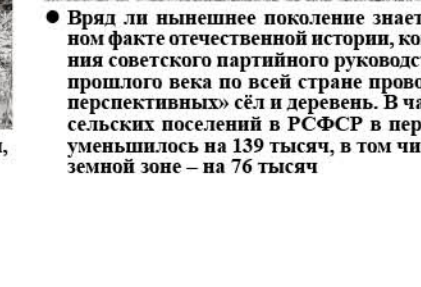 ● Вряд ли нынешнее поколение знает
ном факте отечественной истории, ко
ния советского партийного руководс
прошлого века по всей стране прово
перспективных» сёл и деревень. В ча
сельских поселений в РСФСР в пер
уменьшилось на 139 тысяч, в том чи
земной зоне – на 76 тысяч